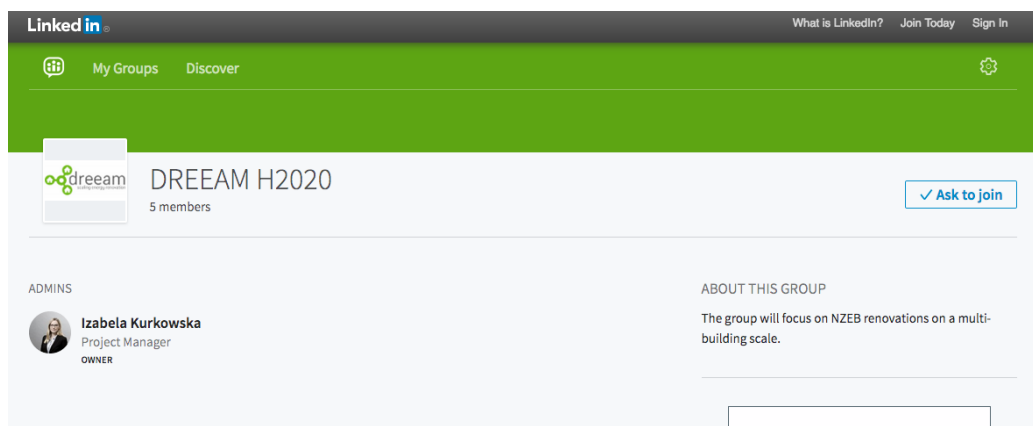 Linked in ®
What is LinkedIn? Join Today Sign In
My Groups Discover
dreeam
DREEAM H2020
5 members
✓ Ask to join
ADMINS
Izabela Kurkowska
Project Manager
OWNER
ABOUT THIS GROUP
The group will focus on NZEB renovations on a multi-
building scale.